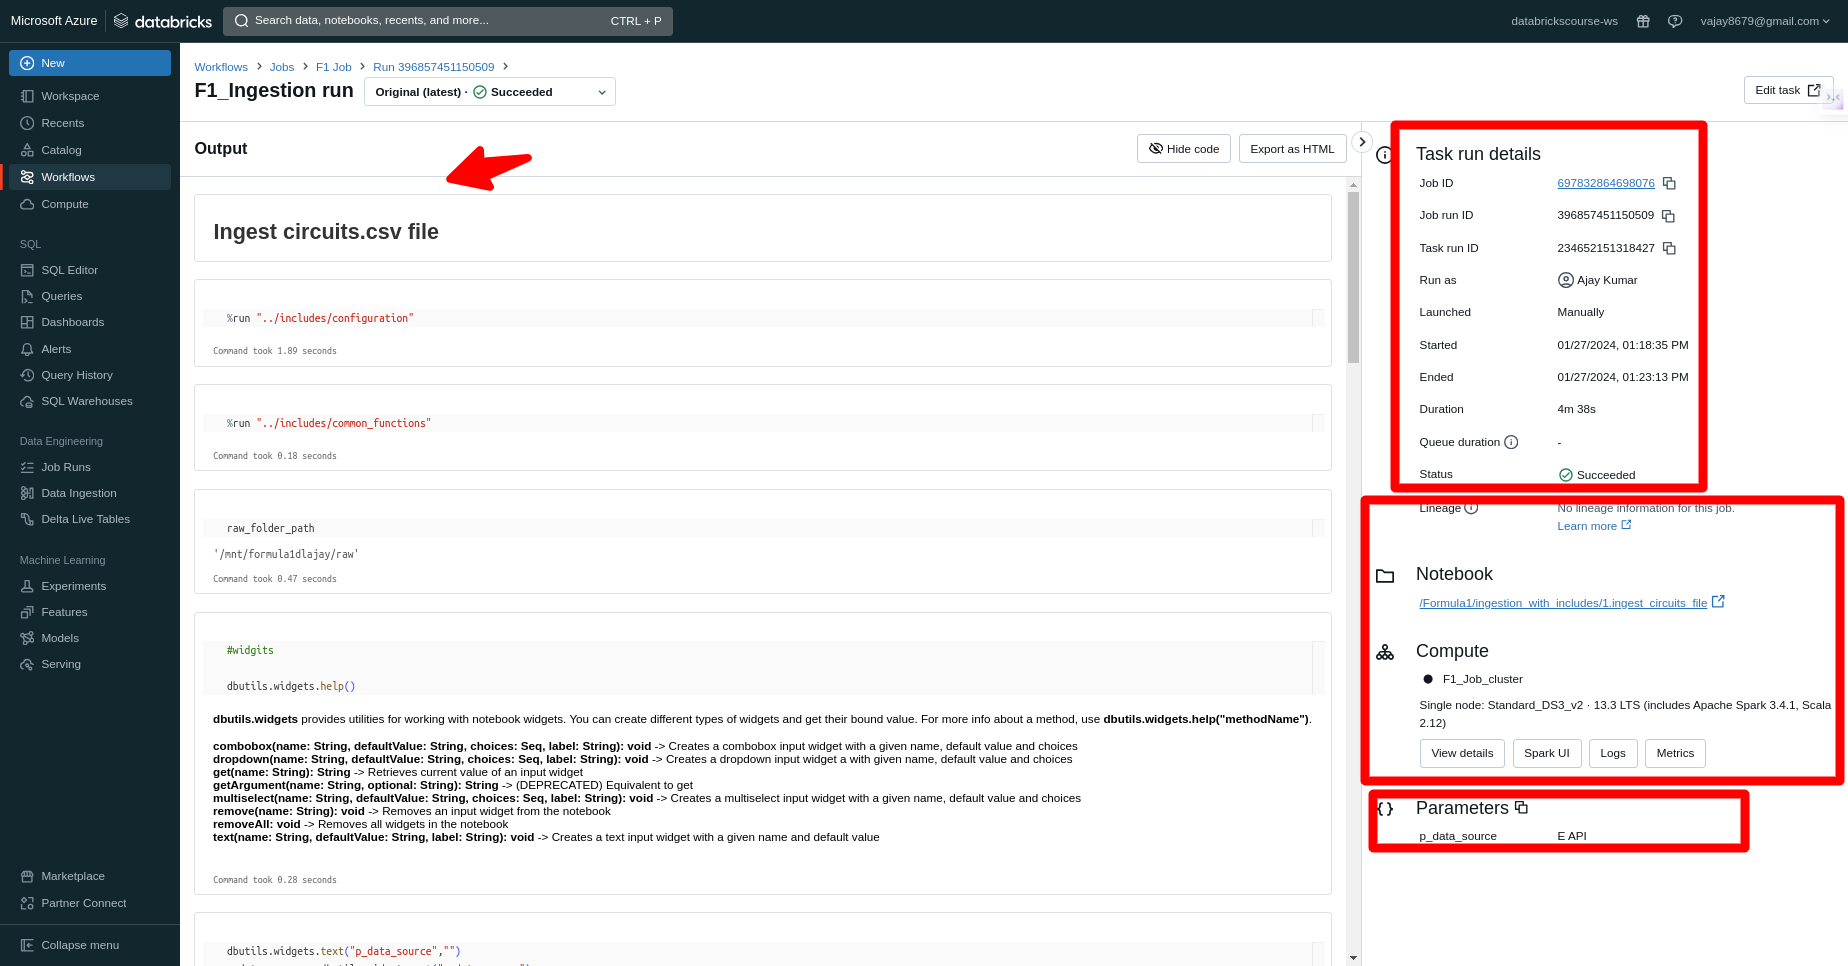 Microsoft Azure databricks Search data, notebooks, recents, and more... CTRL + P databrickscourse-ws vajay8679@gmail.com
New
Workspace
Recents
Catalog
Workflows
Compute
SQL
SQL Editor
Queries
Dashboards
Alerts
Query History
SQL Warehouses
Data Engineering
Job Runs
Data Ingestion
Delta Live Tables
Machine Learning
Experiments
Features
Models
Serving
Marketplace
Partner Connect
Collapse menu
Workflows > Jobs > F1 Job > Run 396857451150509 >
F1_Ingestion run Original (latest) · Succeeded
Edit task
Output
Hide code Export as HTML
Ingest circuits.csv file
%run "../includes/configuration"
Command took 1.89 seconds
%run "../includes/common_functions"
Command took 0.18 seconds
raw_folder_path
'/mnt/formula1dlajay/raw'
Command took 0.47 seconds
#widgits
dbutils.widgets.help()
dbutils.widgets provides utilities for working with notebook widgets. You can create different types of widgets and get their bound value. For more info about a method, use dbutils.widgets.help("methodName").
combobox(name: String, defaultValue: String, choices: Seq, label: String): void -> Creates a combobox input widget with a given name, default value and choices
dropdown(name: String, defaultValue: String, choices: Seq, label: String): void -> Creates a dropdown input widget a with given name, default value and choices
get(name: String): String -> Retrieves current value of an input widget
getArgument(name: String, optional: String): String -> (DEPRECATED) Equivalent to get
multiselect(name: String, defaultValue: String, choices: Seq, label: String): void -> Creates a multiselect input widget with a given name, default value and choices
remove(name: String): void -> Removes an input widget from the notebook
removeAll: void -> Removes all widgets in the notebook
text(name: String, defaultValue: String, label: String): void -> Creates a text input widget with a given name and default value
Command took 0.28 seconds
dbutils.widgets.text("p_data_source","")
Task run details
Job ID 697832864698076
Job run ID 396857451150509
Task run ID 234652151318427
Run as Ajay Kumar
Launched Manually
Started 01/27/2024, 01:18:35 PM
Ended 01/27/2024, 01:23:13 PM
Duration 4m 38s
Queue duration -
Status Succeeded
Lineage No lineage information for this job.
Learn more
Notebook
/Formula1/ingestion_with_includes/1.ingest_circuits_file
Compute
F1_Job_cluster
Single node: Standard_DS3_v2 · 13.3 LTS (includes Apache Spark 3.4.1, Scala
2.12)
View details Spark UI Logs Metrics
{} Parameters
p_data_source E API